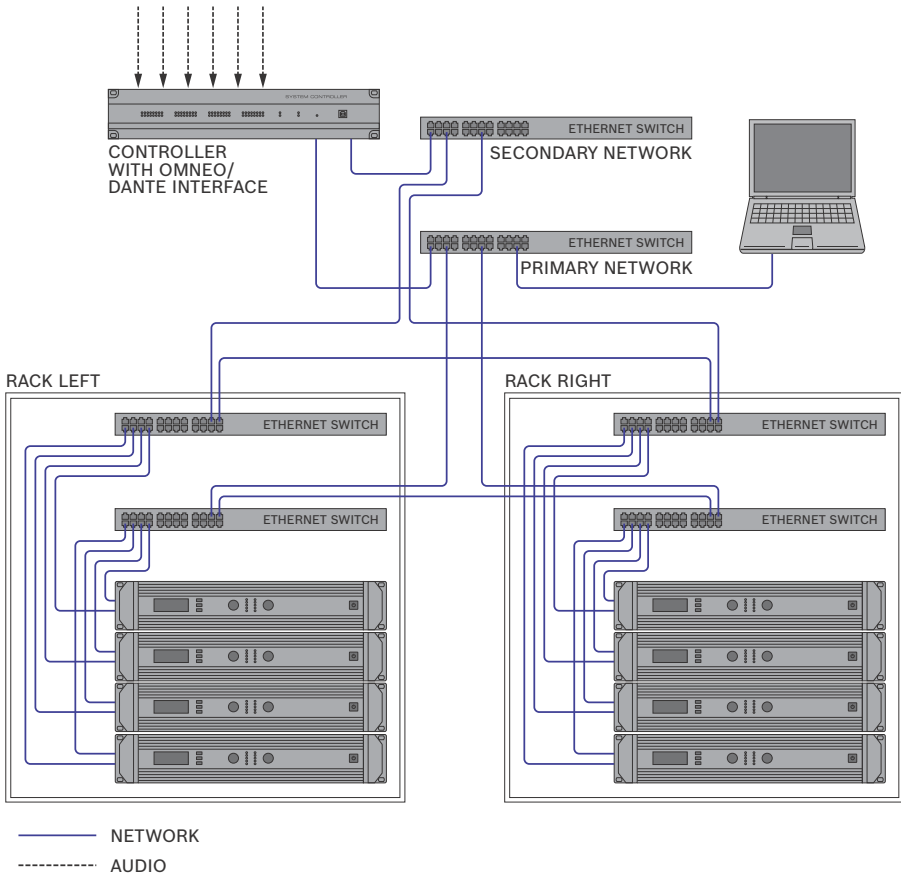 SYSTEM CONTROLLER
ETHERNET SWITCH
CONTROLLER
WITH OMNEO/
DANTE INTERFACE
SECONDARY NETWORK
ETHERNET SWITCH
PRIMARY NETWORK
RACK LEFT
RACK RIGHT
ETHERNET SWITCH
ETHERNET SWITCH
ETHERNET SWITCH
ETHERNET SWITCH
NETWORK
AUDIO